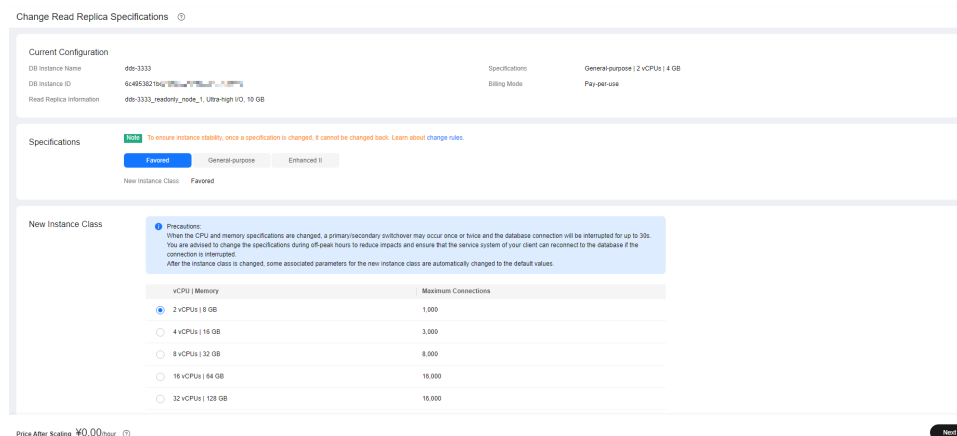 Change Read Replica Specifications
Current Configuration
DB Instance Name dds-3333 Specifications General-purpose | 2 vCPUs | 4 GB
DB Instance ID 6c4953821b Billing Mode Pay-per-use
Read Replica Information dds-3333_readonly_node_1, Ultra-high I/O, 10 GB
Specifications
Note To ensure instance stability, once a specification is changed, it cannot be changed back. Learn about change rules.
Favored General-purpose Enhanced II
New Instance Class Favored
New Instance Class
Precautions:
When the CPU and memory specifications are changed, a primary/secondary switchover may occur once or twice and the database connection will be interrupted for up to 30s.
You are advised to change the specifications during off-peak hours to reduce impacts and ensure that the service system of your client can reconnect to the database if the
connection is interrupted.
After the instance class is changed, some associated parameters for the new instance class are automatically changed to the default values.
vCPU | Memory Maximum Connections
2 vCPUs | 8 GB 1,000
4 vCPUs | 16 GB 3,000
8 vCPUs | 32 GB 8,000
16 vCPUs | 64 GB 16,000
32 vCPUs | 128 GB 16,000
Price After Scaling ¥0.00/hour Next